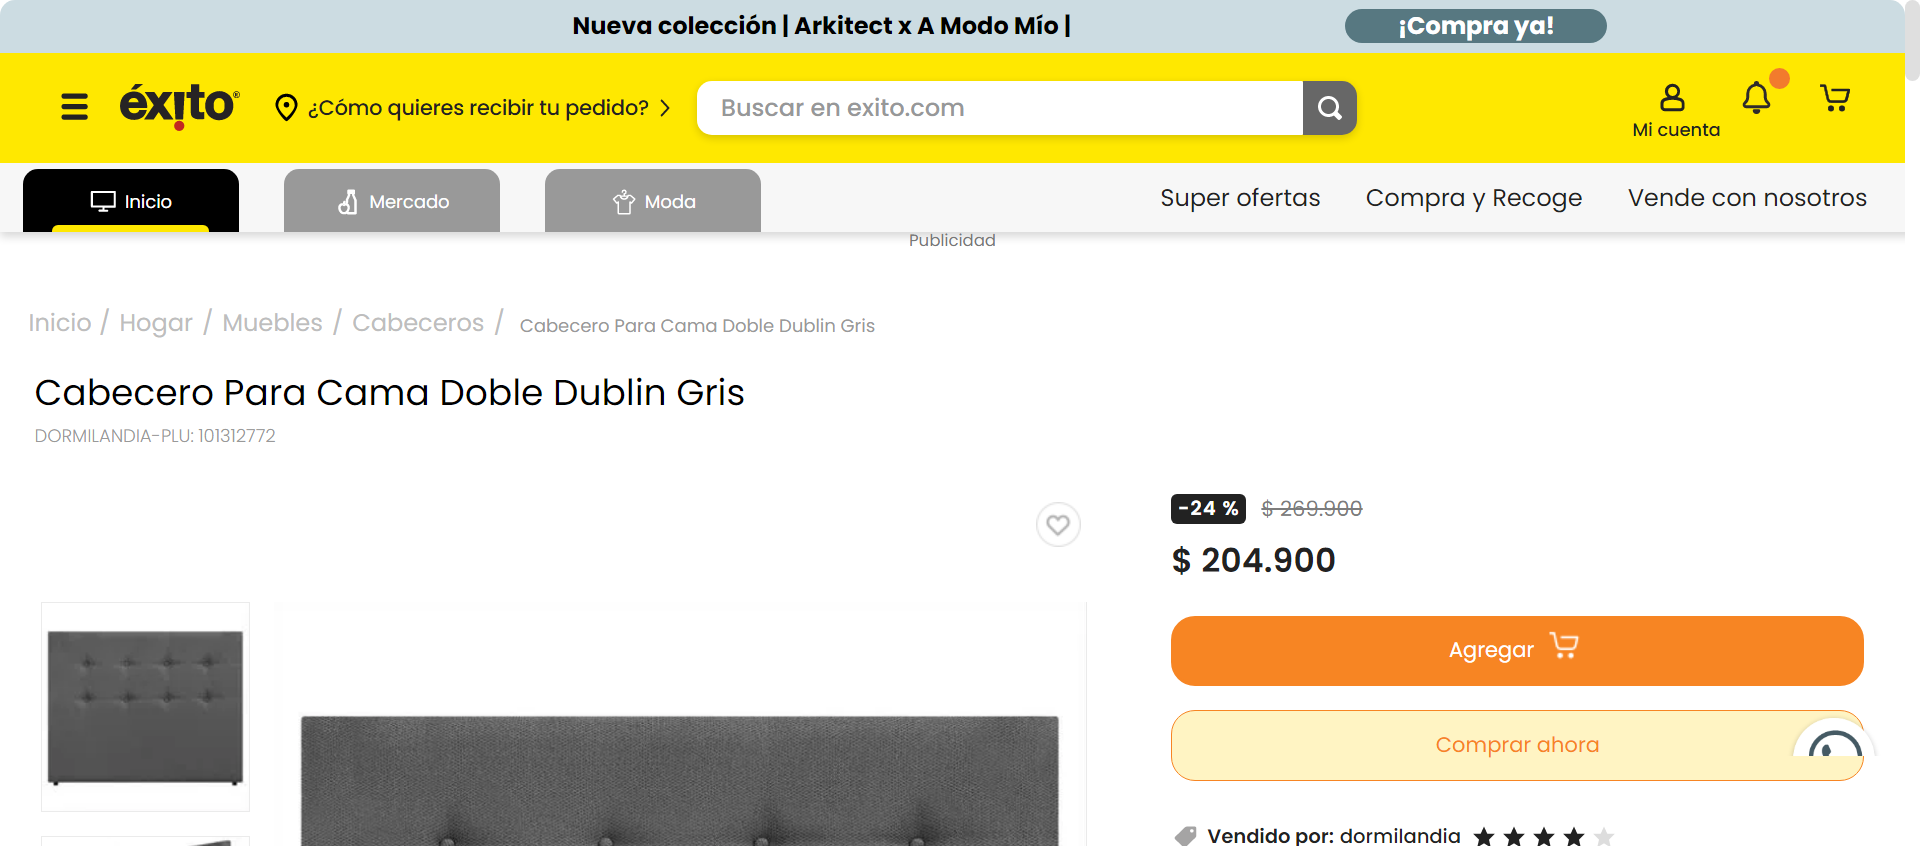 Nueva colección | Arkitect x A Modo Mío |
¡Compra ya!
éxito®
¿Cómo quieres recibir tu pedido?
Buscar en exito.com
Mi cuenta
Inicio
Mercado
Moda
Super ofertas
Compra y Recoge
Vende con nosotros
Publicidad
Inicio / Hogar / Muebles / Cabeceros / Cabecero Para Cama Doble Dublin Gris
Cabecero Para Cama Doble Dublin Gris
DORMILANDIA-PLU: 101312772
-24 % $ 269.900
$ 204.900
Agregar
Comprar ahora
Vendido por: dormilandia